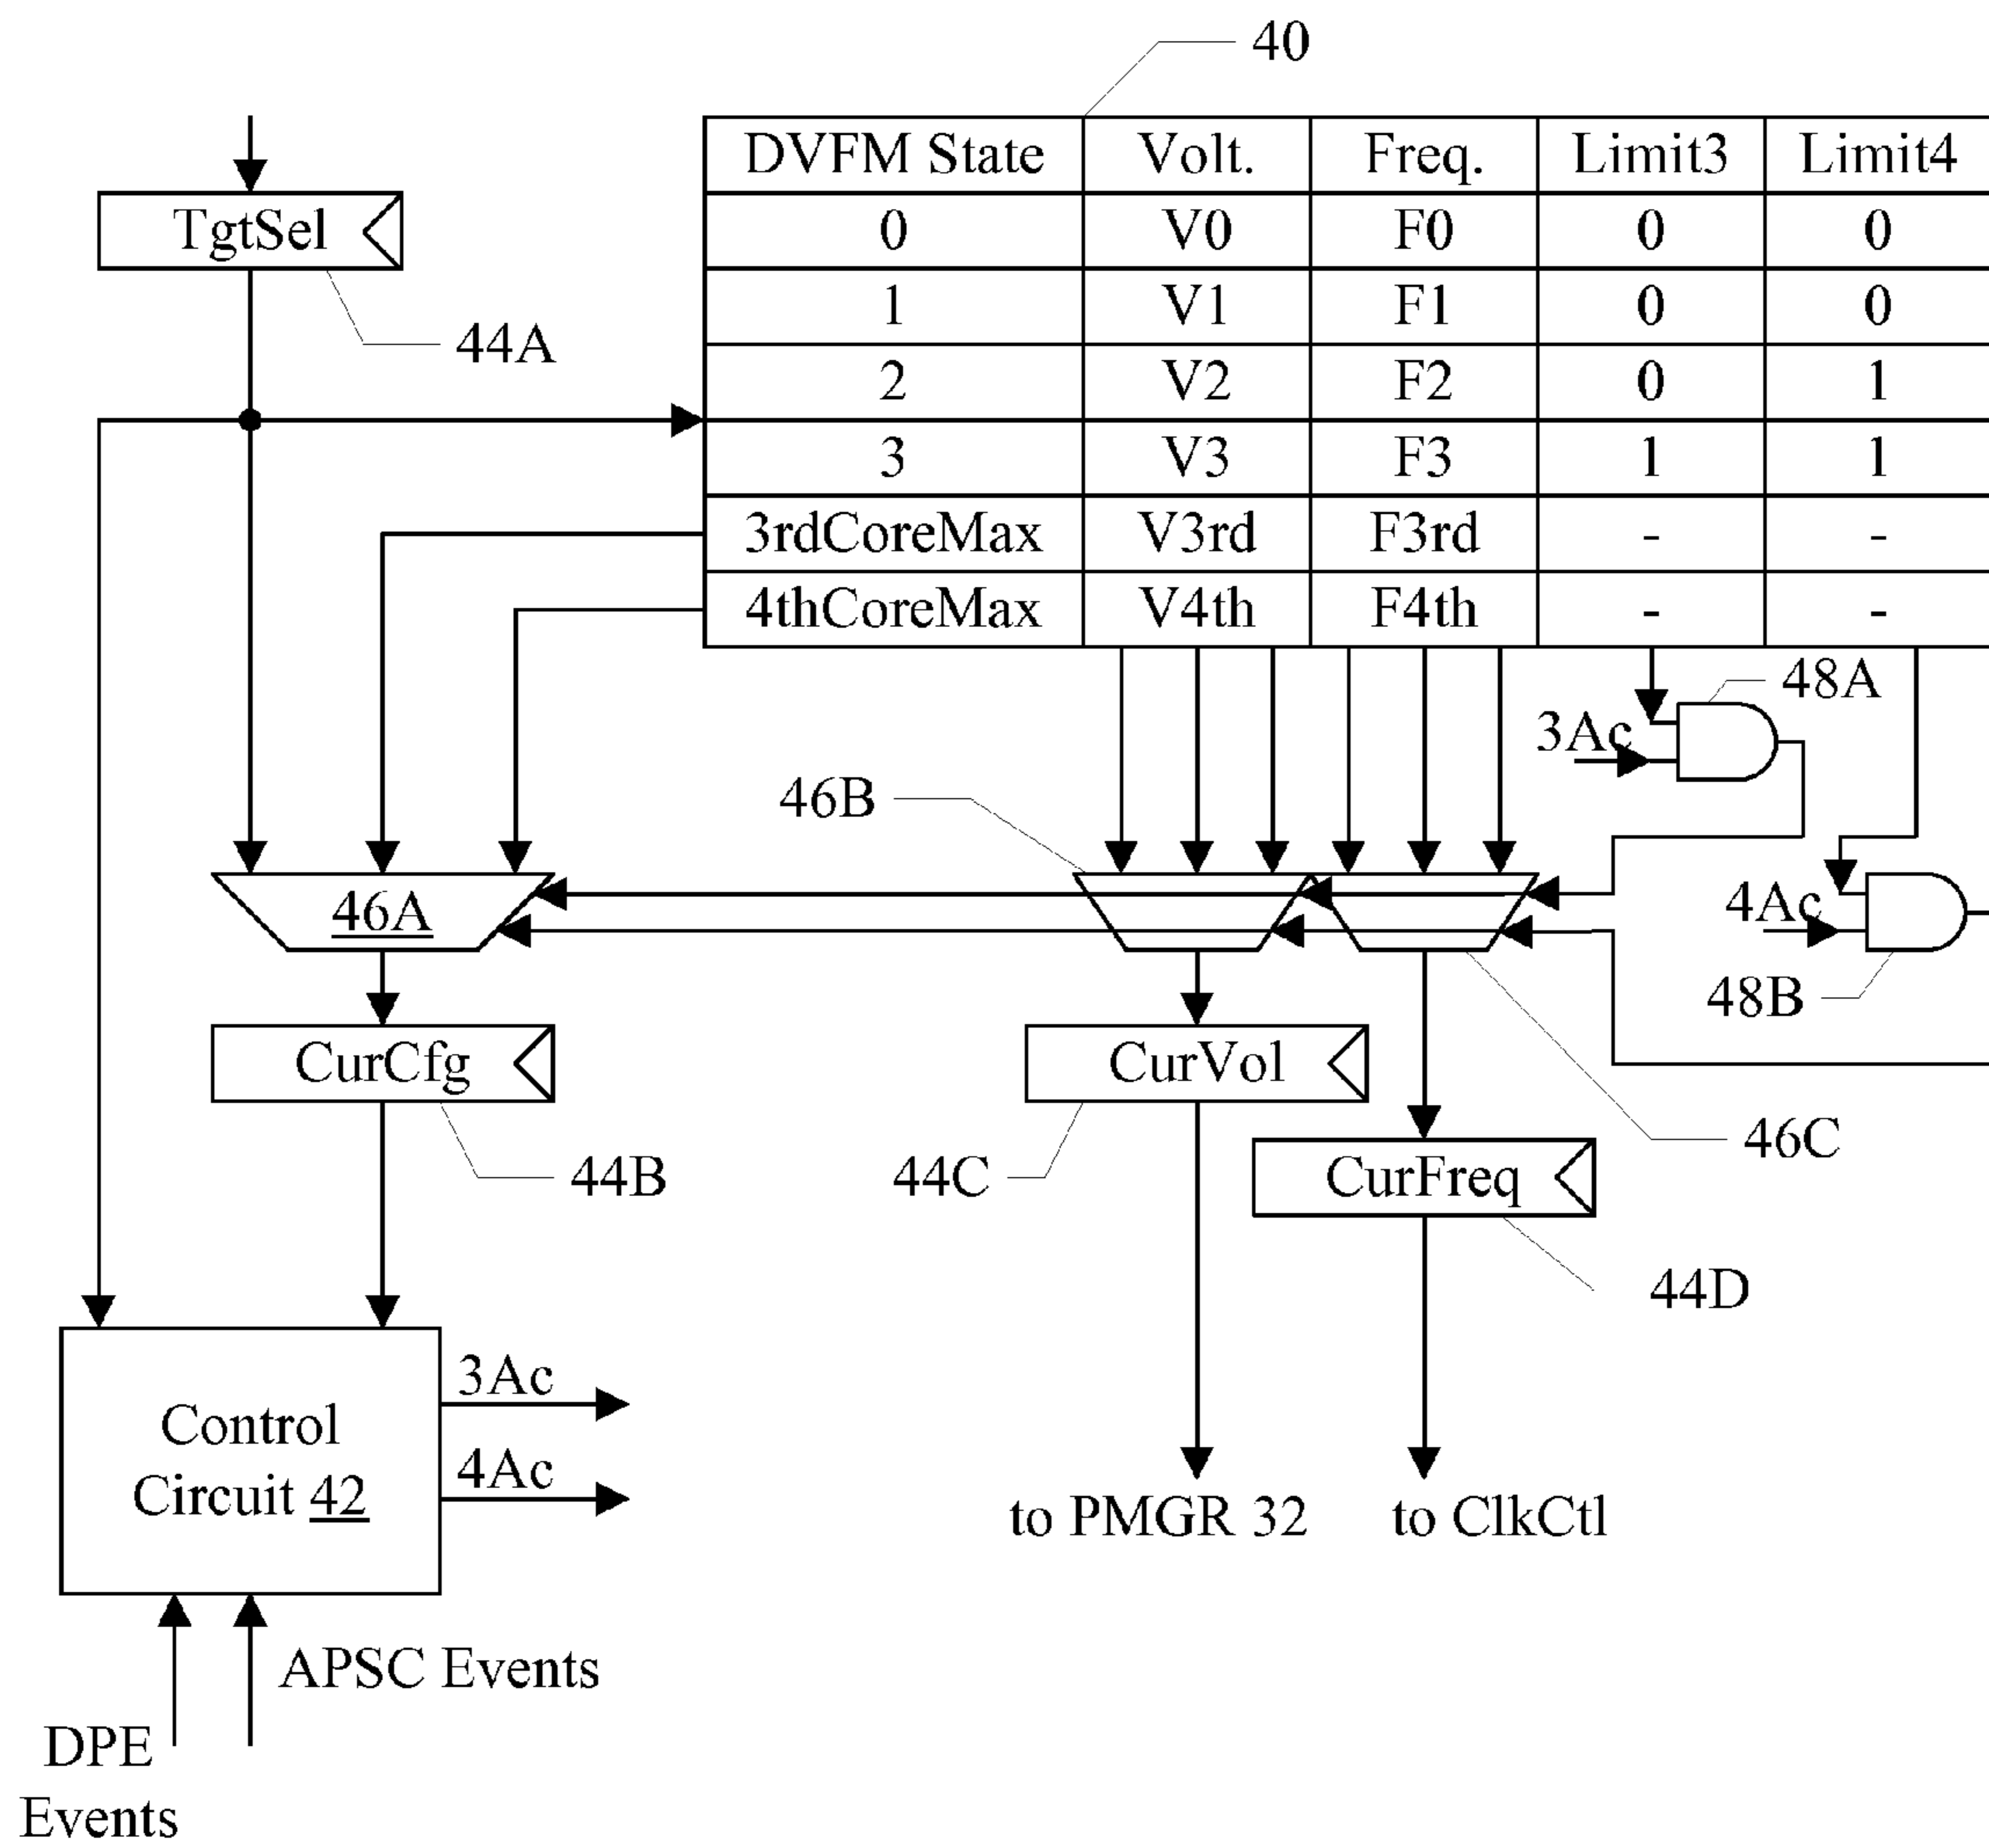 40
DVFM State Volt. Freq. Limit3 Limit4
0 V0 F0 0 0
1 V1 F1 0 0
2 V2 F2 0 1
3 V3 F3 1 1
3rdCoreMax V3rd F3rd - -
4thCoreMax V4th F4th - -
TgtSel
44A
48A
3Ac
46B
46A
4Ac
48B
CurCfg
CurVol
46C
44B
44C
CurFreq
44D
Control
Circuit 42
3Ac
4Ac
to PMGR 32
to ClkCtl
APSC Events
DPE
Events